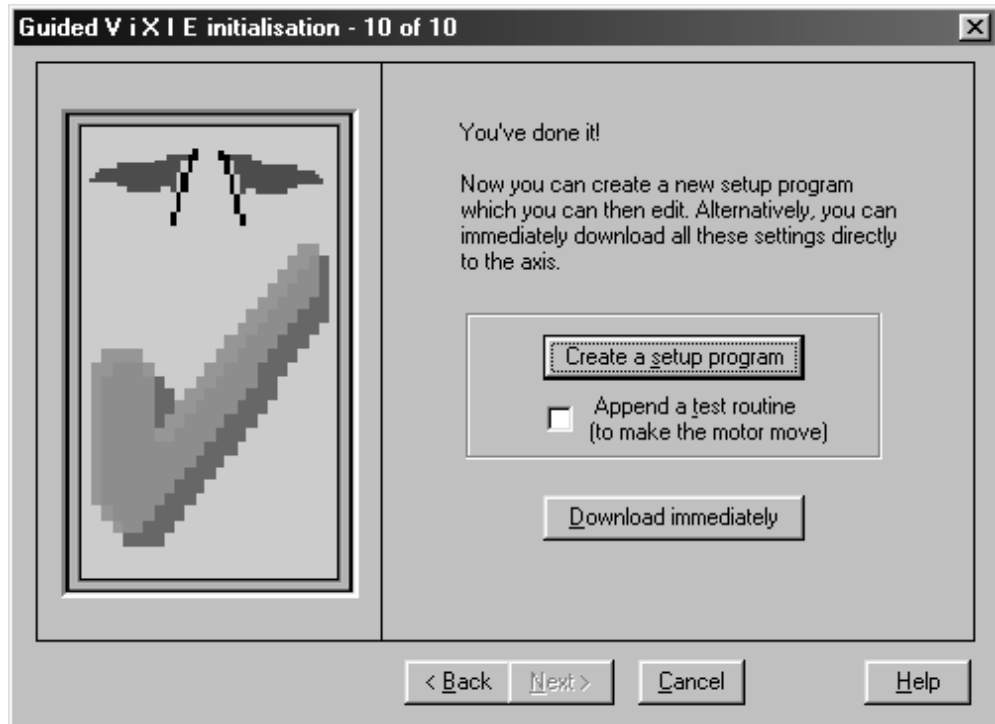 Guided V i X I E initialisation - 10 of 10
You've done it!
Now you can create a new setup program
which you can then edit. Alternatively, you can
immediately download all these settings directly
to the axis.
Create a setup program
Append a test routine
(to make the motor move)
Download immediately
< Back
Next >
Cancel
Help